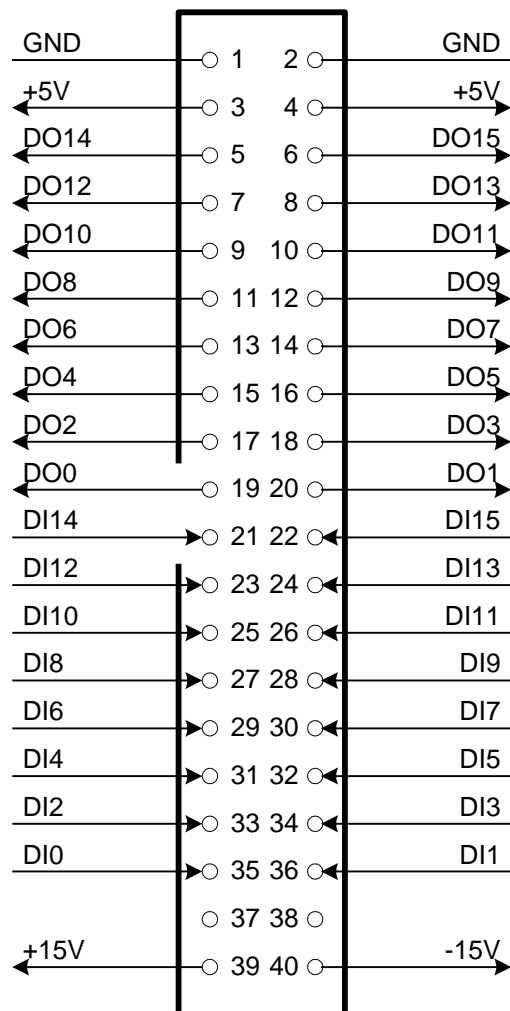 GND 1 2 GND
+5V 3 4 +5V
DO14 5 6 DO15
DO12 7 8 DO13
DO10 9 10 DO11
DO8 11 12 DO9
DO6 13 14 DO7
DO4 15 16 DO5
DO2 17 18 DO3
DO0 19 20 DO1
DI14 21 22 DI15
DI12 23 24 DI13
DI10 25 26 DI11
DI8 27 28 DI9
DI6 29 30 DI7
DI4 31 32 DI5
DI2 33 34 DI3
DI0 35 36 DI1
37 38
+15V 39 40 -15V